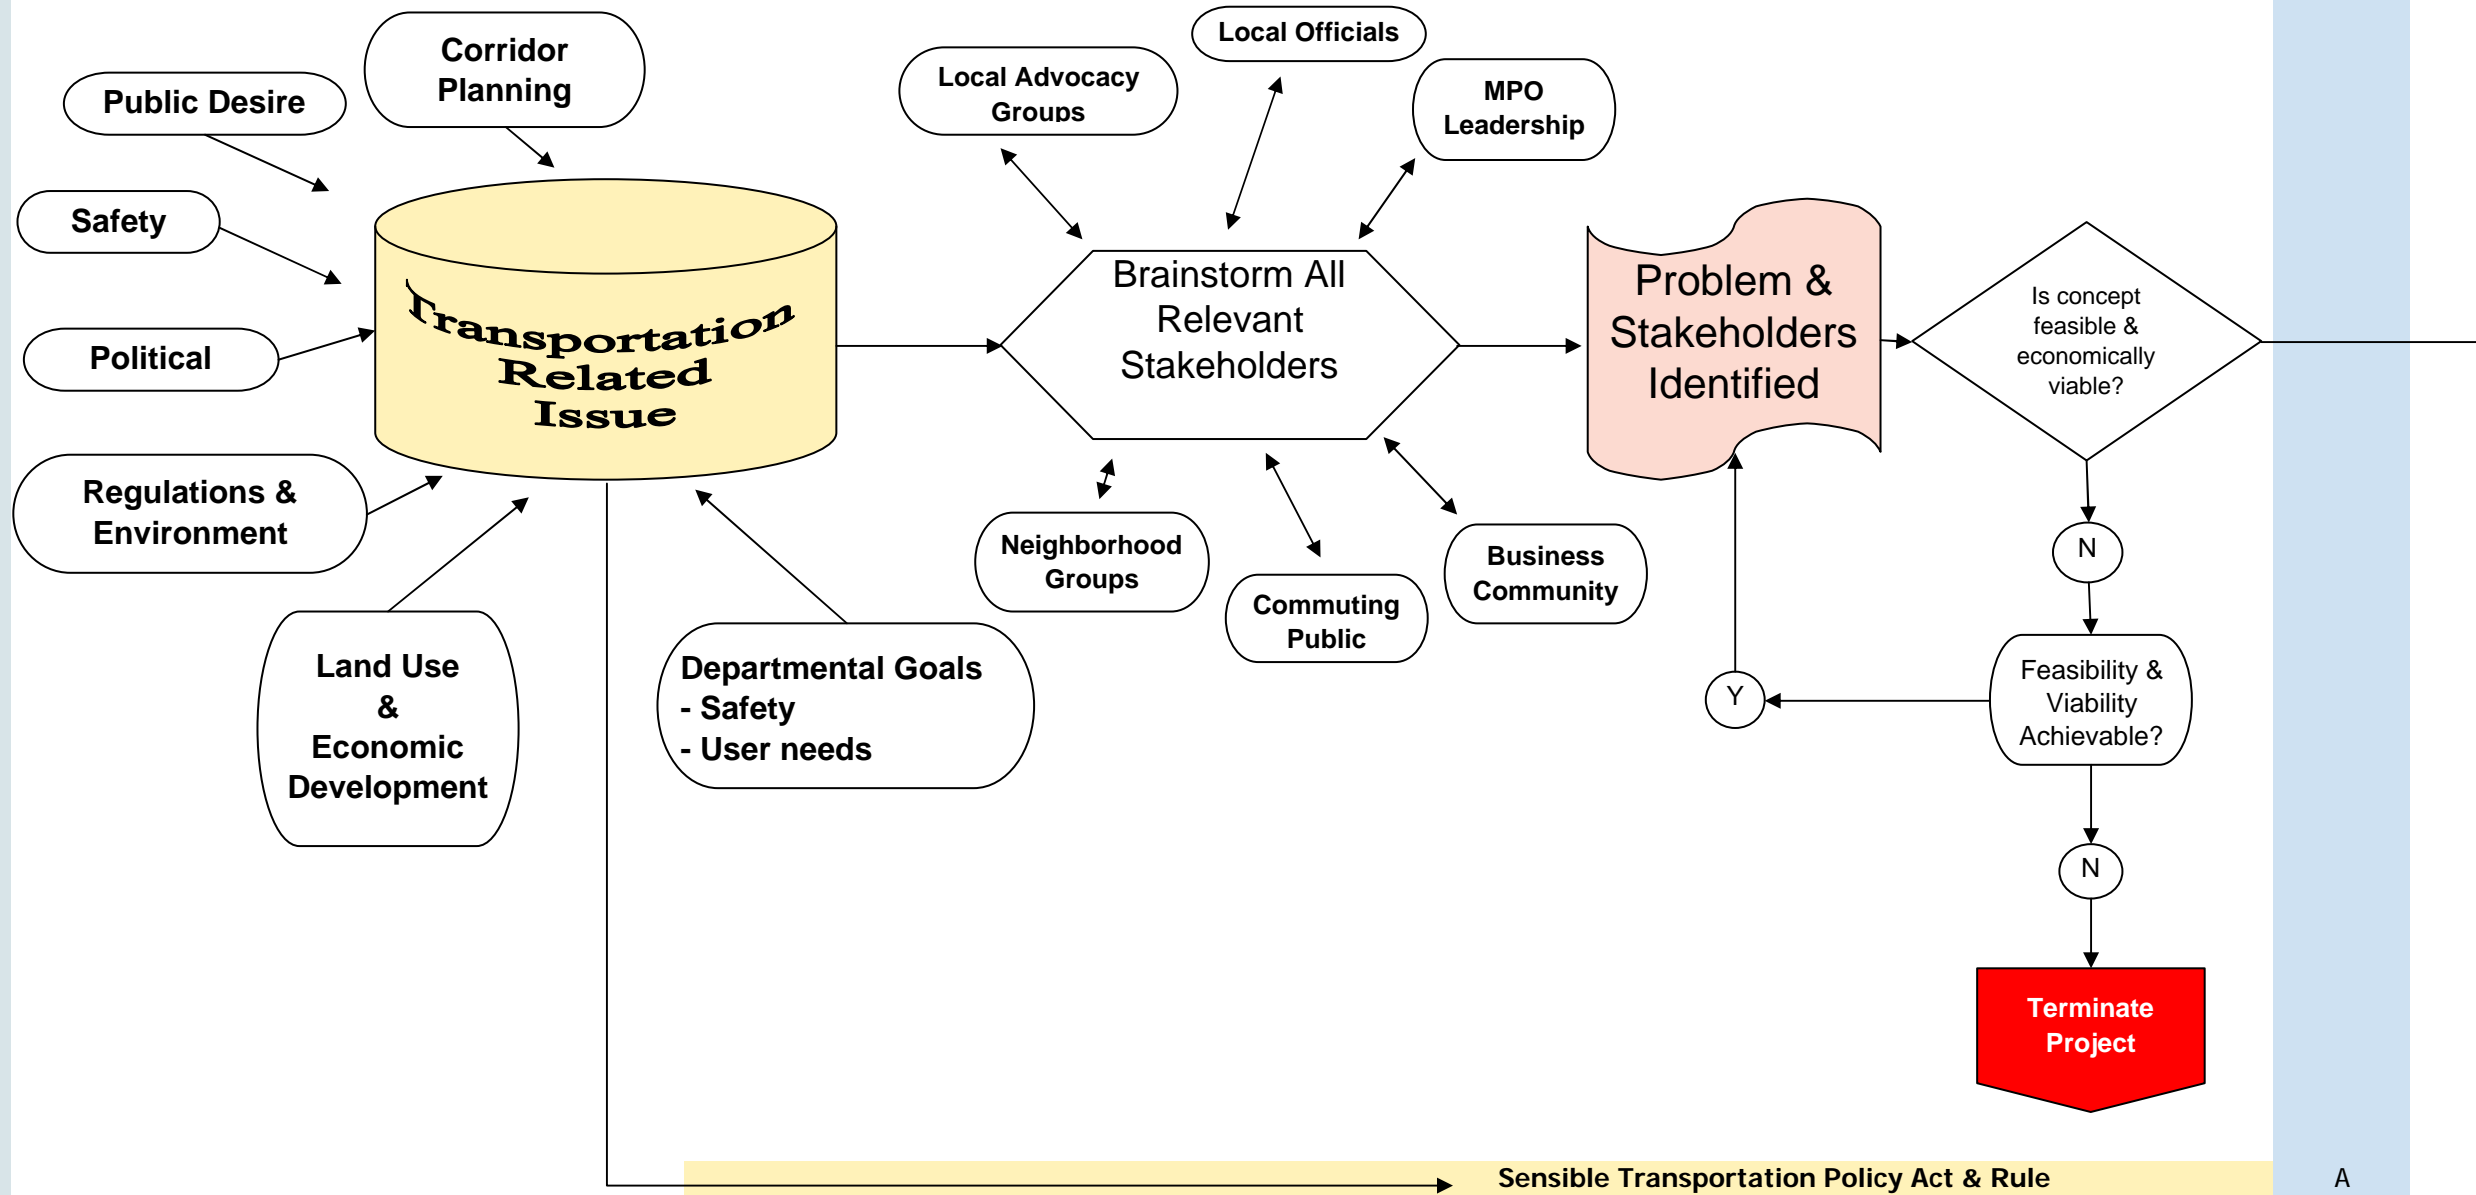 Corridor
Planning
Public Desire
Safety
Political
Regulations &
Environment
Land Use
&
Economic
Development
Departmental Goals
- Safety
- User needs
Transportation
Related
Issue
Local Advocacy
Groups
Local Officials
MPO
Leadership
Brainstorm All
Relevant
Stakeholders
Neighborhood
Groups
Commuting
Public
Business
Community
Problem &
Stakeholders
Identified
Is concept
feasible &
economically
viable?
N
Feasibility &
Viability
Achievable?
Y
N
Terminate
Project
Sensible Transportation Policy Act & Rule
A